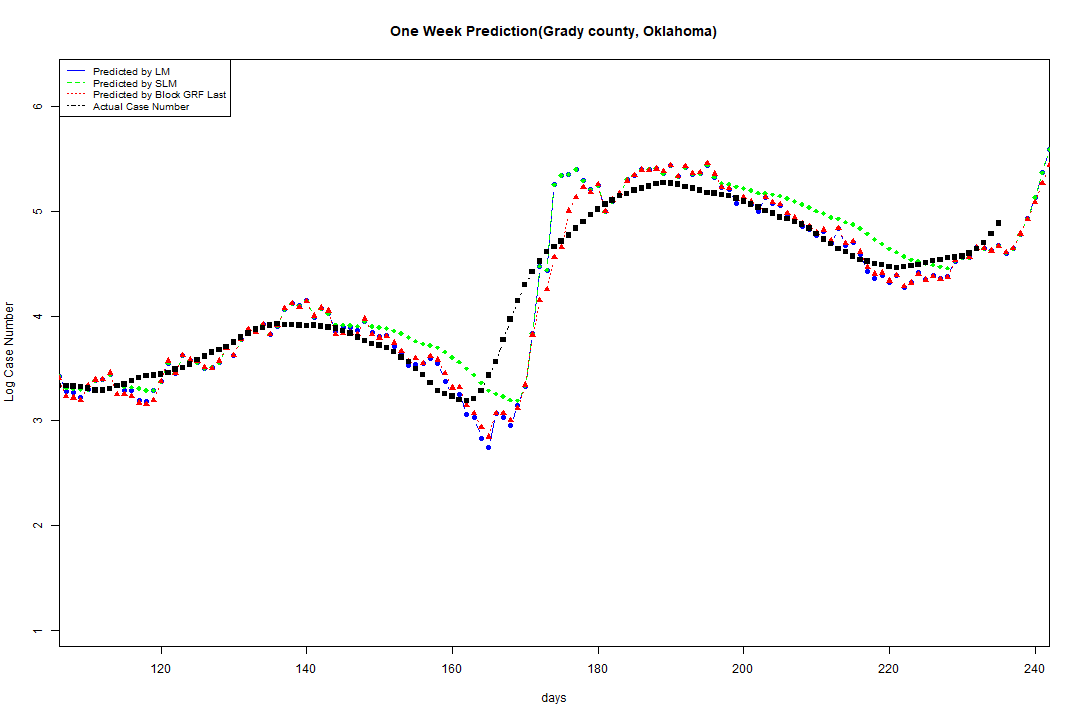 One Week Prediction(Grady county, Oklahoma)
Predicted by LM
Predicted by SLM
Predicted by Block GRF Last
Actual Case Number
6
5
4
3
2
1
Log Case Number
120 140 160 180 200 220 240
days